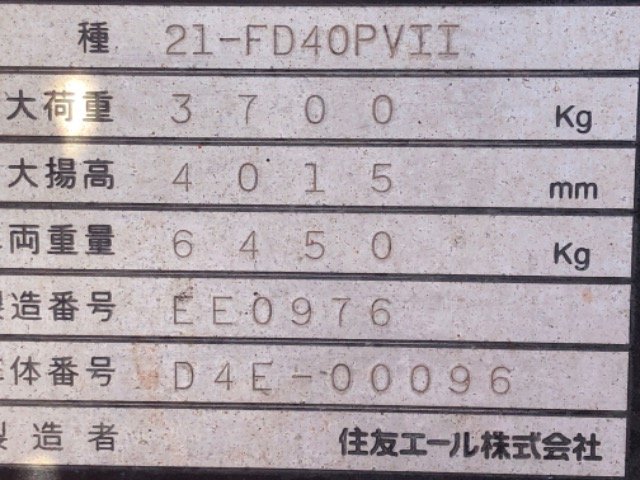 種 21-FD40PVII
大荷重 3700 Kg
大揚高 4015 mm
両重量 6450 Kg
製造番号 EE0976
体番号 D4E-00096
製造者 住友エール株式会社